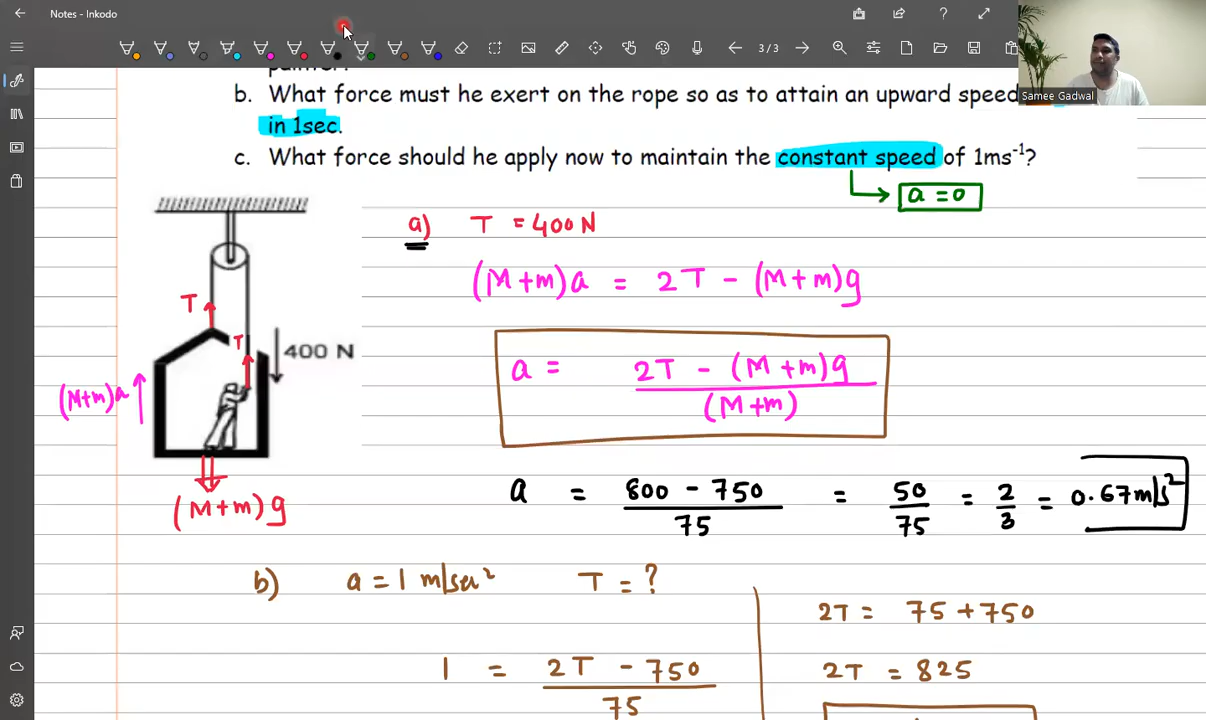 Notes - Inkodo
3 / 3
Samee Gadwal
painter?
b. What force must he exert on the rope so as to attain an upward speed
in 1sec.
c. What force should he apply now to maintain the constant speed of 1ms⁻¹?
a = 0
a) T = 400 N
(M+m)a = 2T - (M+m)g
T
T
400 N
(M+m)a
(M+m)g
a = 2T - (M+m)g
(M+m)
a = 800 - 750 = 50 = 2 = 0.67m/s²
75 75 3
b) a = 1 m/sec² T = ?
1 = 2T - 750
75
2T = 75 + 750
2T = 825